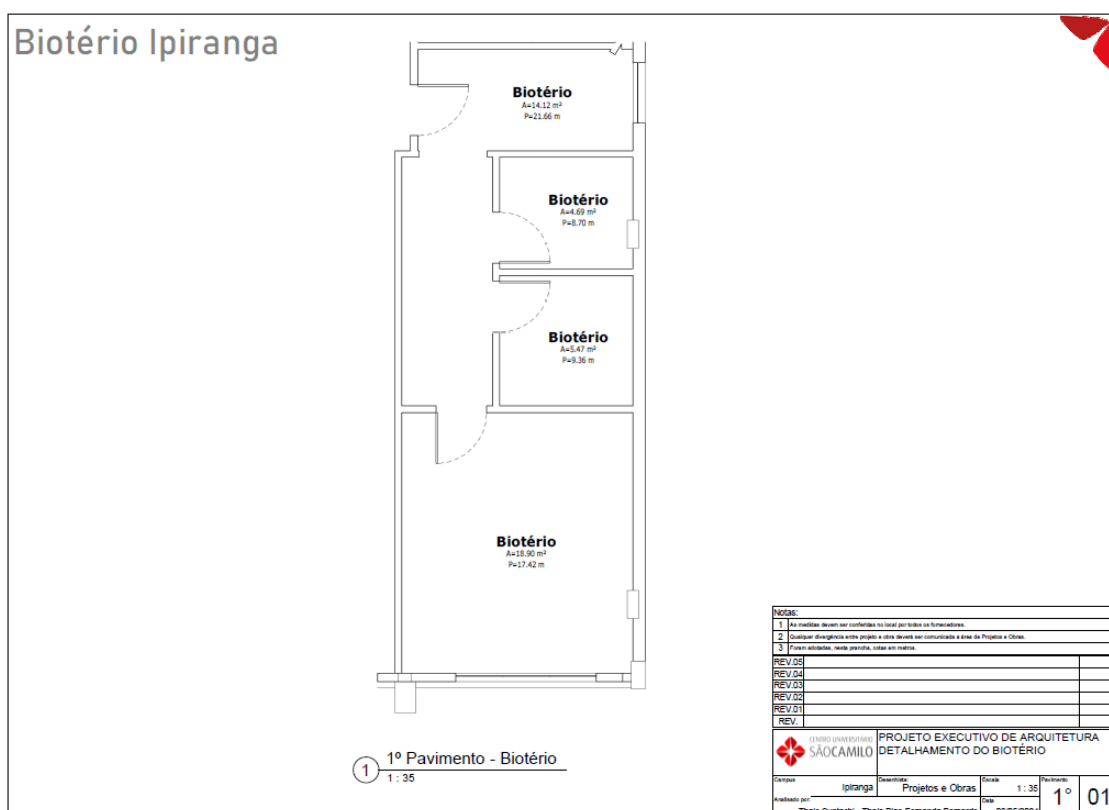 Biotério Ipiranga
Biotério
A=14.12 m²
P=21.66 m
Biotério
A=4.69 m²
P=8.70 m
Biotério
A=5.47 m²
P=9.36 m
Biotério
A=18.90 m²
P=17.42 m
1 1º Pavimento - Biotério
1 : 35
Notas:
1 As medidas devem ser conferidas no local por todos os fornecedores.
2 Qualquer divergência entre projeto e obra deverá ser comunicada a área de Projetos e Obras.
3 Foram adotadas, nesta prancha, cotas em metros.
REV.05
REV.04
REV.03
REV.02
REV.01
REV.
CENTRO UNIVERSITÁRIO
SÃOCAMILO
PROJETO EXECUTIVO DE ARQUITETURA
DETALHAMENTO DO BIOTÉRIO
Campus Desenhista: Escala Pavimento
Ipiranga Projetos e Obras 1 : 35 1° 01
Analisado por: Data